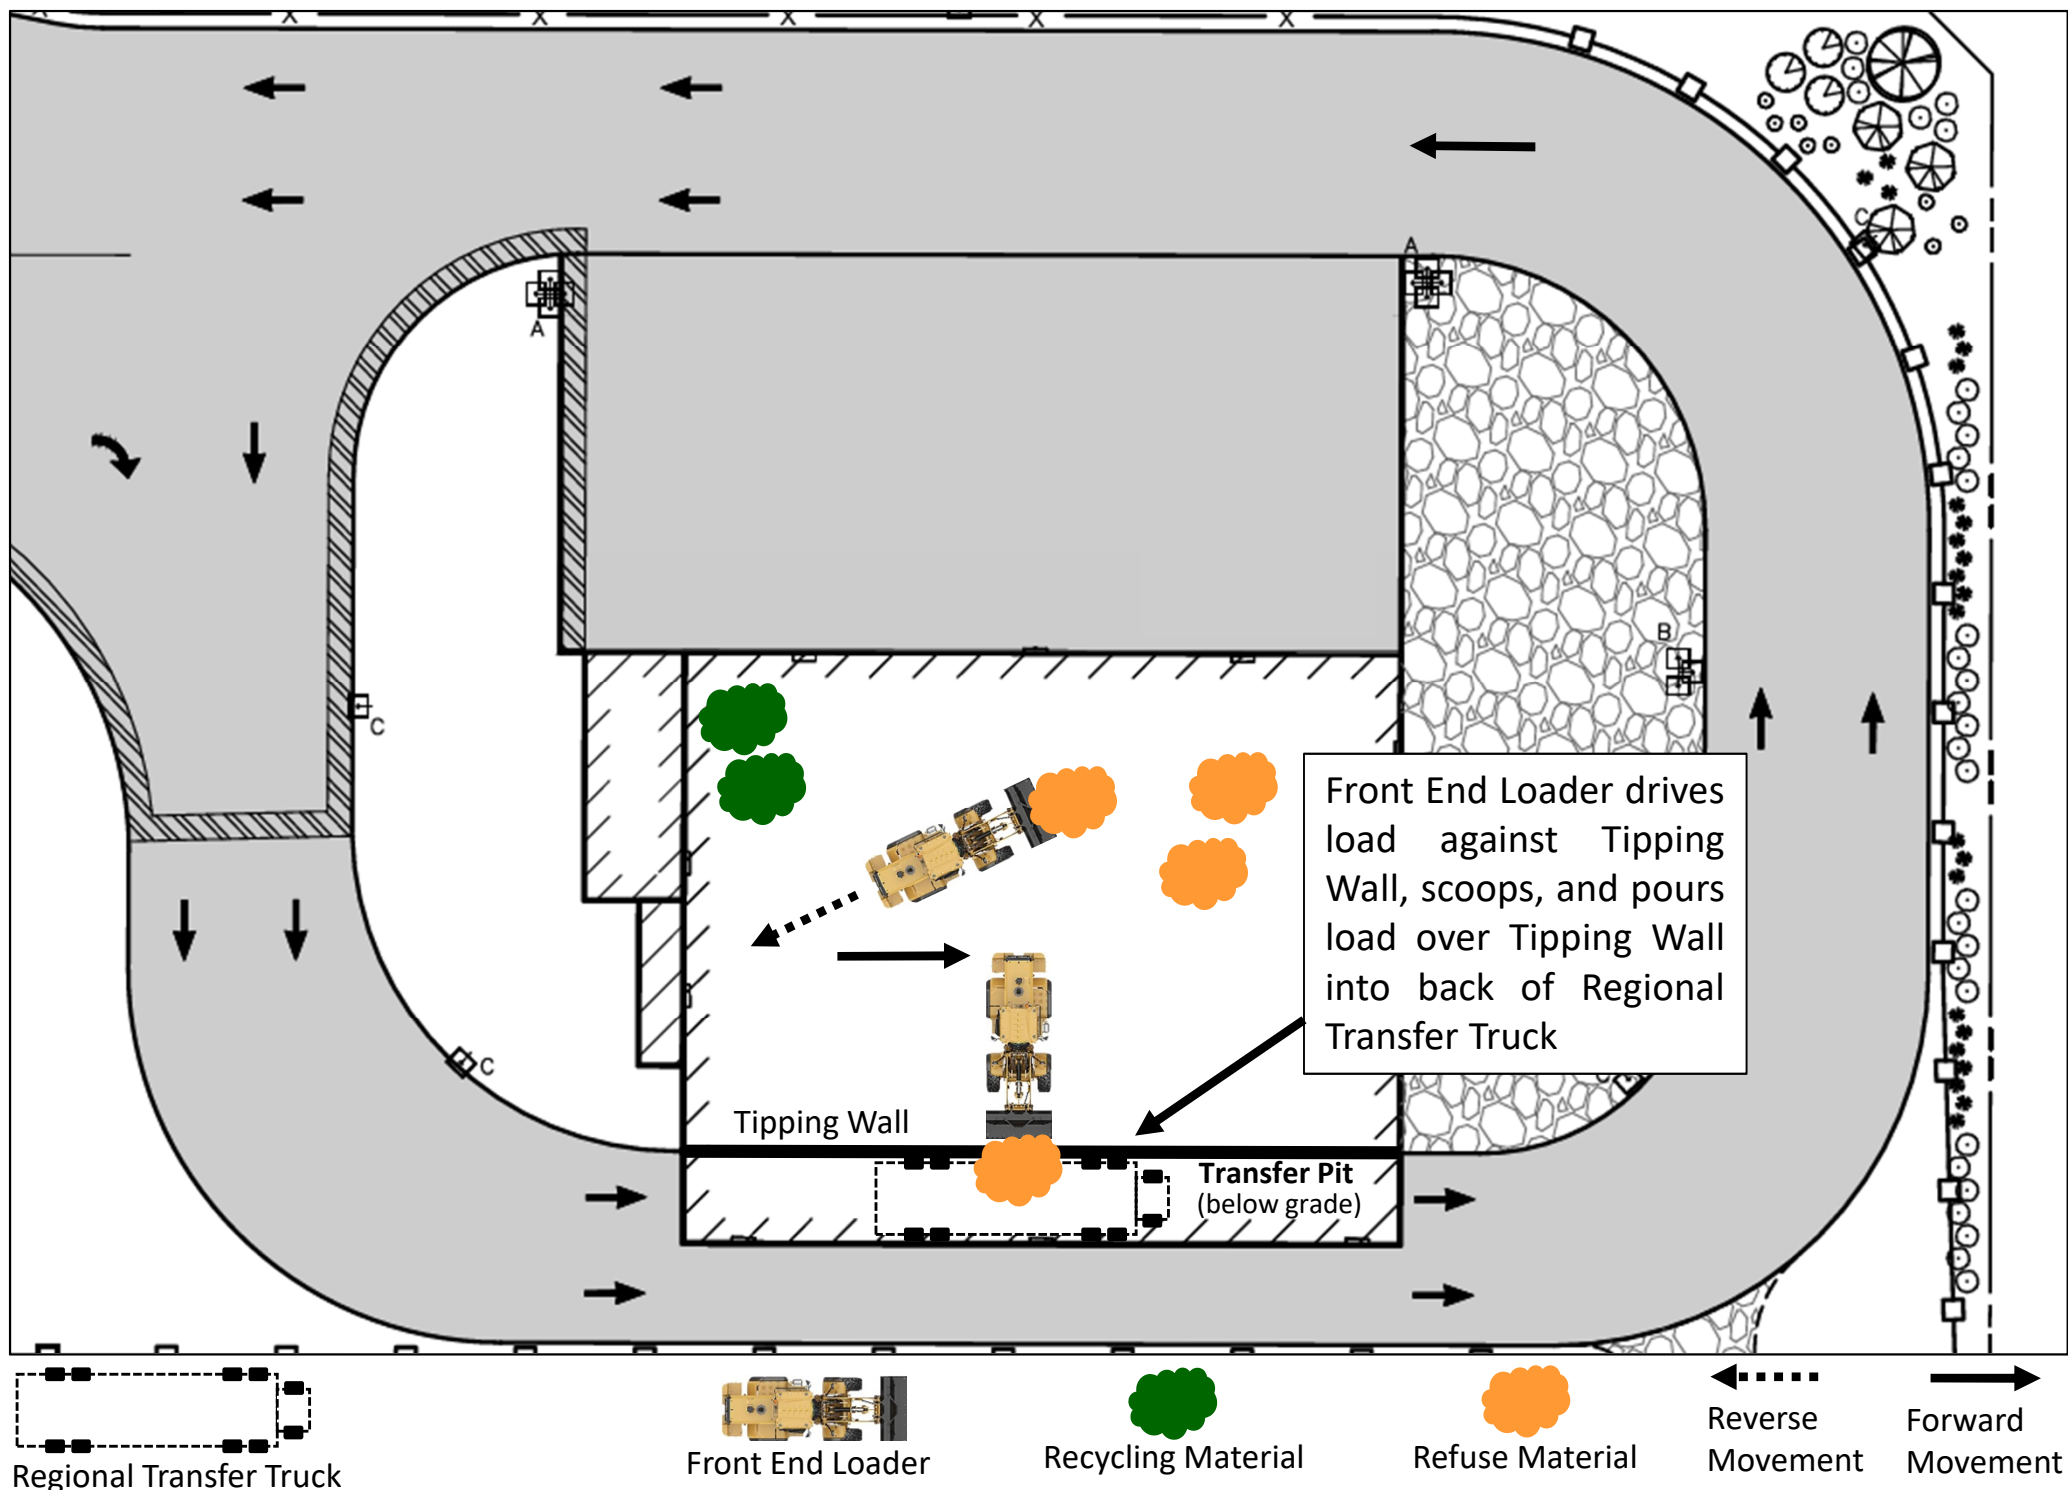 A
A
C
B
C
C
C
Front End Loader drives
load against Tipping
Wall, scoops, and pours
load over Tipping Wall
into back of Regional
Transfer Truck
Tipping Wall
Transfer Pit
(below grade)
Regional Transfer Truck
Front End Loader
Recycling Material
Refuse Material
Reverse
Movement
Forward
Movement